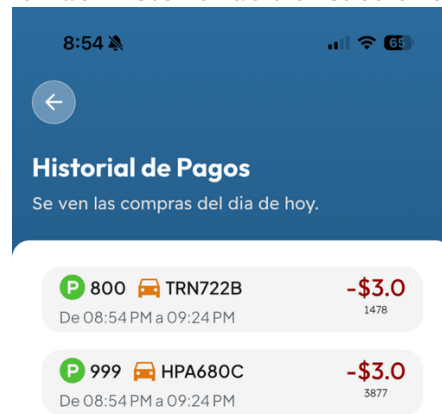 8:54
65
Historial de Pagos
Se ven las compras del dia de hoy.
P 800 TRN722B -$3.0
De 08:54 PM a 09:24 PM 1478
P 999 HPA680C -$3.0
De 08:54 PM a 09:24 PM 3877